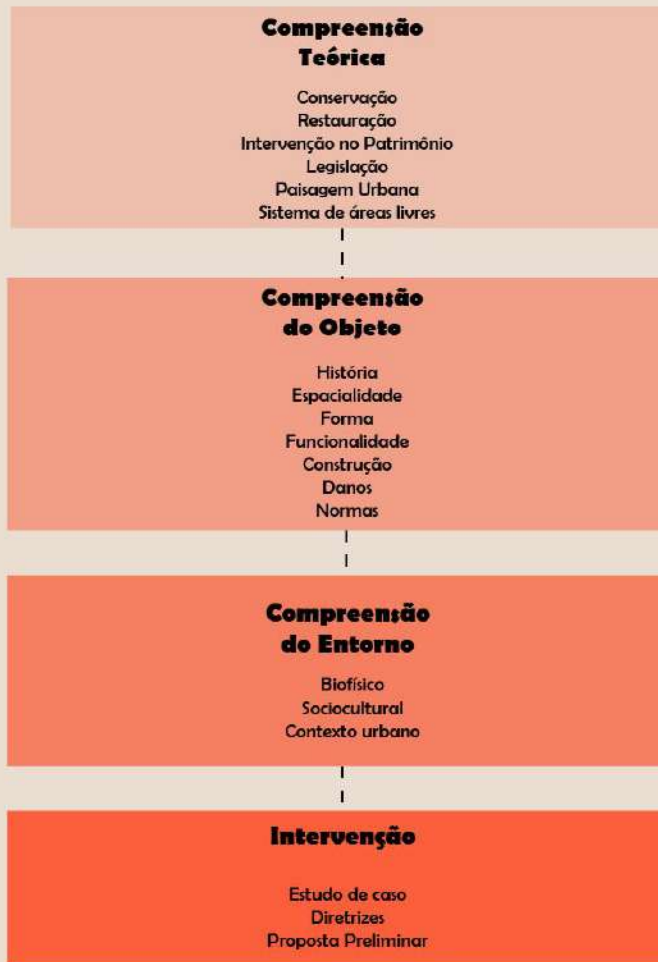 Compreensão
Teórica
Conservação
Restauração
Intervenção no Patrimônio
Legislação
Paisagem Urbana
Sistema de áreas livres
Compreensão
do Objeto
História
Espacialidade
Forma
Funcionalidade
Construção
Danos
Normas
Compreensão
do Entorno
Biofísico
Sociocultural
Contexto urbano
Intervenção
Estudo de caso
Diretrizes
Proposta Preliminar